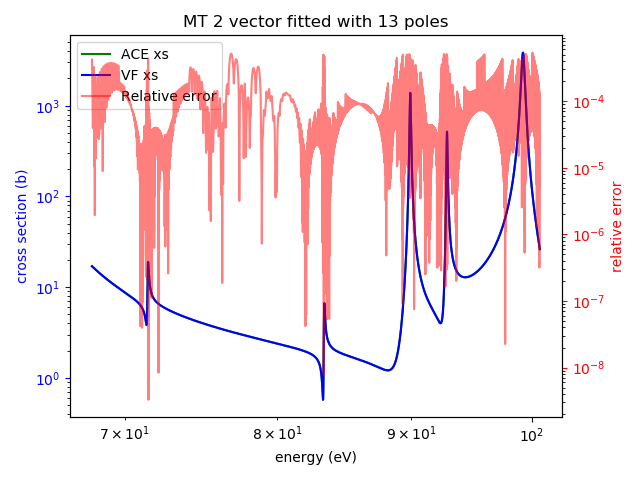 MT 2 vector fitted with 13 poles
ACE xs
VF xs
Relative error
cross section (b)
10³
10²
10¹
10⁰
relative error
10⁻⁴
10⁻⁵
10⁻⁶
10⁻⁷
10⁻⁸
7 × 10¹ 8 × 10¹ 9 × 10¹ 10²
energy (eV)